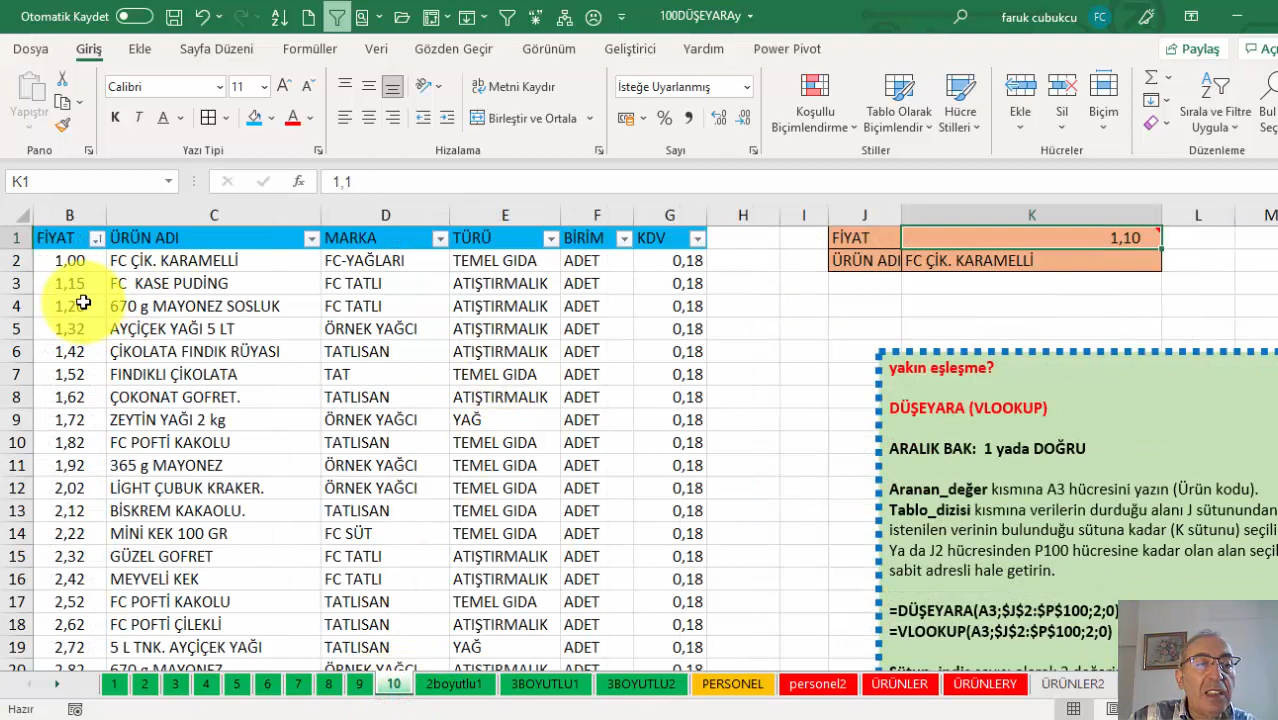 Otomatik Kaydet
100DÜŞEYARAy
faruk cubukcu
FC
Dosya Giriş Ekle Sayfa Düzeni Formüller Veri Gözden Geçir Görünüm Geliştirici Yardım Power Pivot Paylaş
Calibri 11 Metni Kaydır İsteğe Uyarlanmış
Yapıştır
K T A A Birleştir ve Ortala % 
Koşullu Biçimlendirme
Tablo Olarak Biçimlendir
Hücre Stilleri
Ekle Sil Biçim
Sırala ve Filtre Uygula
Pano Yazı Tipi Hizalama Sayı Stiller Hücreler Düzenleme
K1 fx 1,1
B C D E F G H I J K L M
1 FİYAT ÜRÜN ADI MARKA TÜRÜ BİRİM KDV FİYAT 1,10
2 1,00 FC ÇİK. KARAMELLİ FC-YAĞLARI TEMEL GIDA ADET 0,18 ÜRÜN ADI FC ÇİK. KARAMELLİ
3 1,15 FC KASE PUDİNG FC TATLI ATIŞTIRMALIK ADET 0,18
4 670 g MAYONEZ SOSLUK FC TATLI ATIŞTIRMALIK ADET 0,18
5 1,32 AYÇİÇEK YAĞI 5 LT ÖRNEK YAĞCI ATIŞTIRMALIK ADET 0,18
6 1,42 ÇİKOLATA FINDIK RÜYASI TATLISAN ATIŞTIRMALIK ADET 0,18
7 1,52 FINDIKLI ÇİKOLATA TAT TEMEL GIDA ADET 0,18
8 1,62 ÇOKONAT GOFRET. TATLISAN ATIŞTIRMALIK ADET 0,18
9 1,72 ZEYTİN YAĞI 2 kg ÖRNEK YAĞCI YAĞ ADET 0,18
10 1,82 FC POFTİ KAKOLU TATLISAN TEMEL GIDA ADET 0,18
11 1,92 365 g MAYONEZ ÖRNEK YAĞCI TEMEL GIDA ADET 0,18
12 2,02 LİGHT ÇUBUK KRAKER. ÖRNEK YAĞCI ATIŞTIRMALIK ADET 0,18
13 2,12 BİSKREM KAKAOLU. TATLISAN TEMEL GIDA ADET 0,18
14 2,22 MİNİ KEK 100 GR FC SÜT TEMEL GIDA ADET 0,18
15 2,32 GÜZEL GOFRET FC TATLI ATIŞTIRMALIK ADET 0,18
16 2,42 MEYVELİ KEK FC TATLI ATIŞTIRMALIK ADET 0,18
17 2,52 FC POFTİ KAKOLU TATLISAN ATIŞTIRMALIK ADET 0,18
18 2,62 FC POFTİ ÇİLEKLİ TATLISAN ATIŞTIRMALIK ADET 0,18
19 2,72 5 L TNK. AYÇİÇEK YAĞI TATLISAN YAĞ ADET 0,18
20 2,82 670 g MAYONEZ ÖRNEK YAĞCI ATIŞTIRMALIK ADET 0,18
yakın eşleşme?
DÜŞEYARA (VLOOKUP)
ARALIK BAK: 1 yada DOĞRU
Aranan_değer kısmına A3 hücresini yazın (Ürün kodu).
Tablo_dizisi kısmına verilerin durduğu alanı J sütunundan
istenilen verinin bulunduğu sütuna kadar (K sütunu) seçili
Ya da J2 hücresinden P100 hücresine kadar olan alan seçil
sabit adresli hale getirin.
=DÜŞEYARA(A3;$J$2:$P$100;2;0)
=VLOOKUP(A3;$J$2:$P$100;2;0)
1 2 3 4 5 6 7 8 9 10 2boyutlu1 3BOYUTLU1 3BOYUTLU2 PERSONEL personel2 ÜRÜNLER ÜRÜNLERY ÜRÜNLER2
Hazır